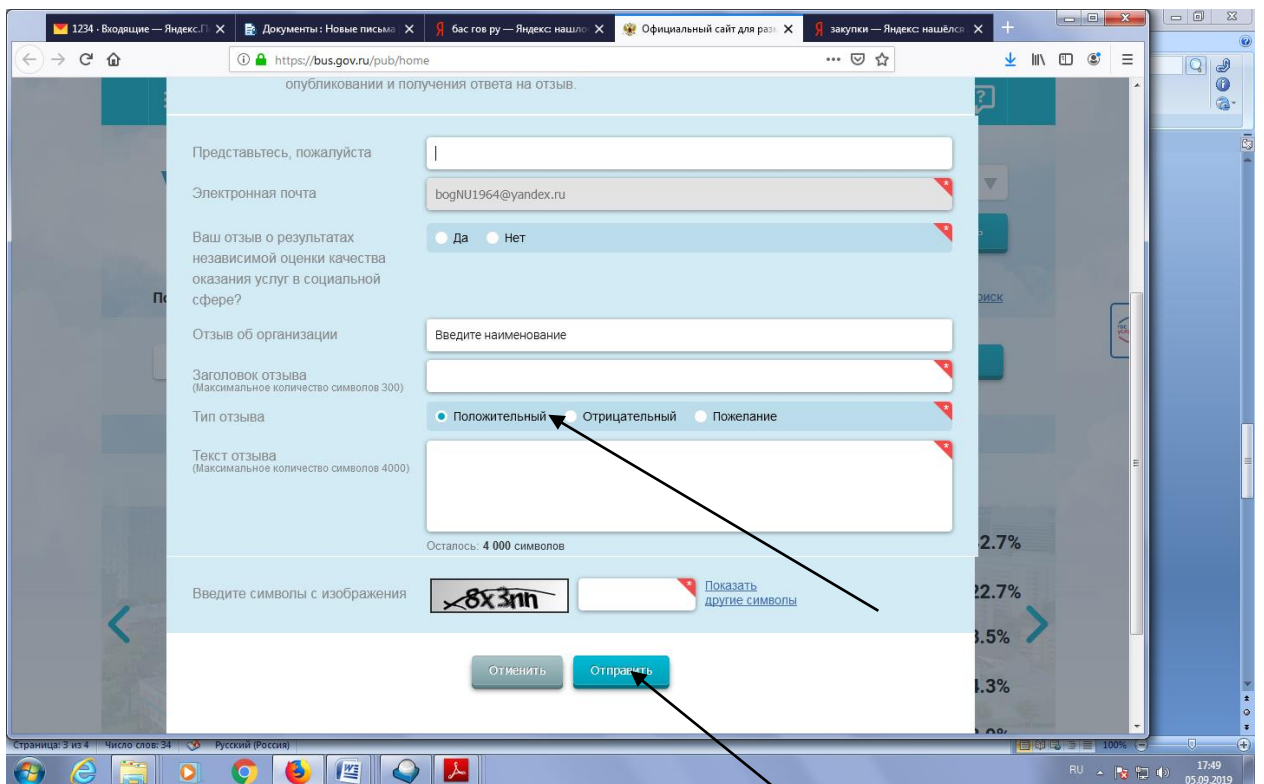 1234 · Входящие — Яндекс.П
Документы : Новые письма
бас гов ру — Яндекс: нашло
Официальный сайт для раз
закупки — Яндекс: нашёлся
https://bus.gov.ru/pub/home
опубликовании и получения ответа на отзыв.
Представьтесь, пожалуйста
Электронная почта
bogNU1964@yandex.ru
Ваш отзыв о результатах
независимой оценки качества
оказания услуг в социальной
сфере?
Да Нет
По
иск
Отзыв об организации
Введите наименование
Заголовок отзыва
(Максимальное количество символов 300)
Тип отзыва
Положительный Отрицательный Пожелание
Текст отзыва
(Максимальное количество символов 4000)
Осталось: 4 000 символов
2.7%
Введите символы с изображения
8x3nn
Показать
другие символы
22.7%
3.5%
Отменить
Отправить
4.3%
Страница: 3 из 4 Число слов: 34 Русский (Россия)
100%
RU
17:49
05.09.2019